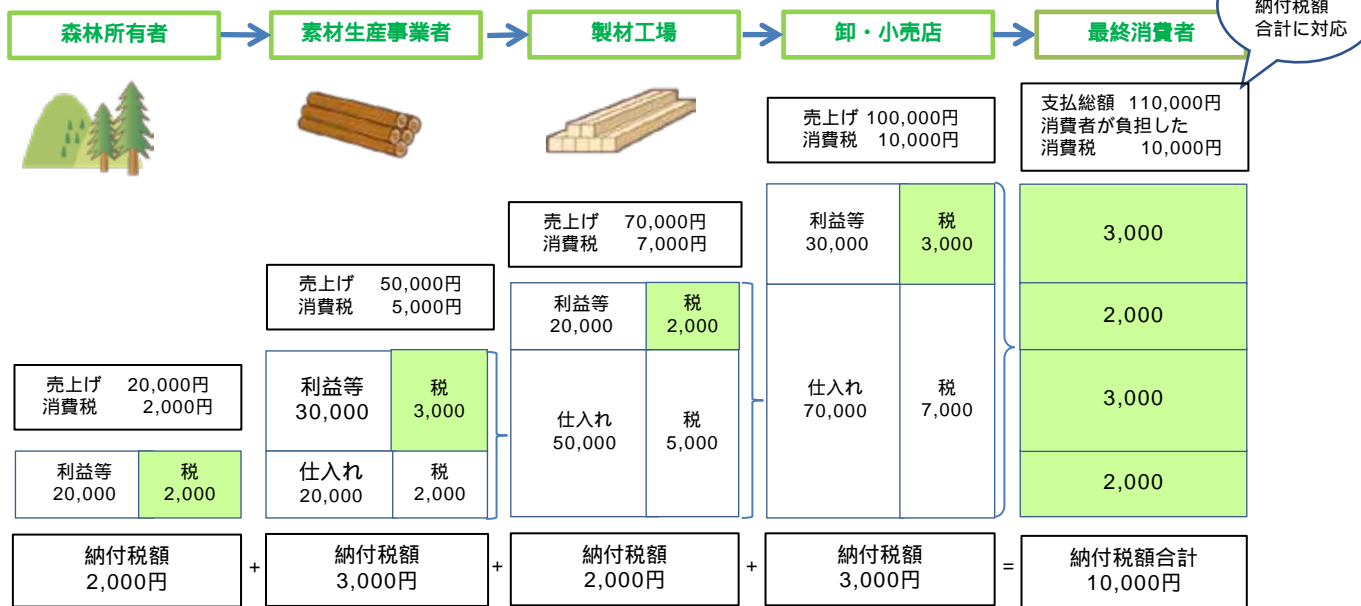 納付税額
合計に対応
森林所有者
素材生産事業者
製材工場
卸・小売店
最終消費者
支払総額 110,000円
消費者が負担した
消費税 10,000円
売上げ 100,000円
消費税 10,000円
売上げ 70,000円
消費税 7,000円
売上げ 50,000円
消費税 5,000円
売上げ 20,000円
消費税 2,000円
利益等
20,000
税
2,000
利益等
30,000
税
3,000
仕入れ
20,000
税
2,000
利益等
20,000
税
2,000
仕入れ
50,000
税
5,000
利益等
30,000
税
3,000
仕入れ
70,000
税
7,000
3,000
2,000
3,000
2,000
納付税額
2,000円
+
納付税額
3,000円
+
納付税額
2,000円
+
納付税額
3,000円
=
納付税額合計
10,000円